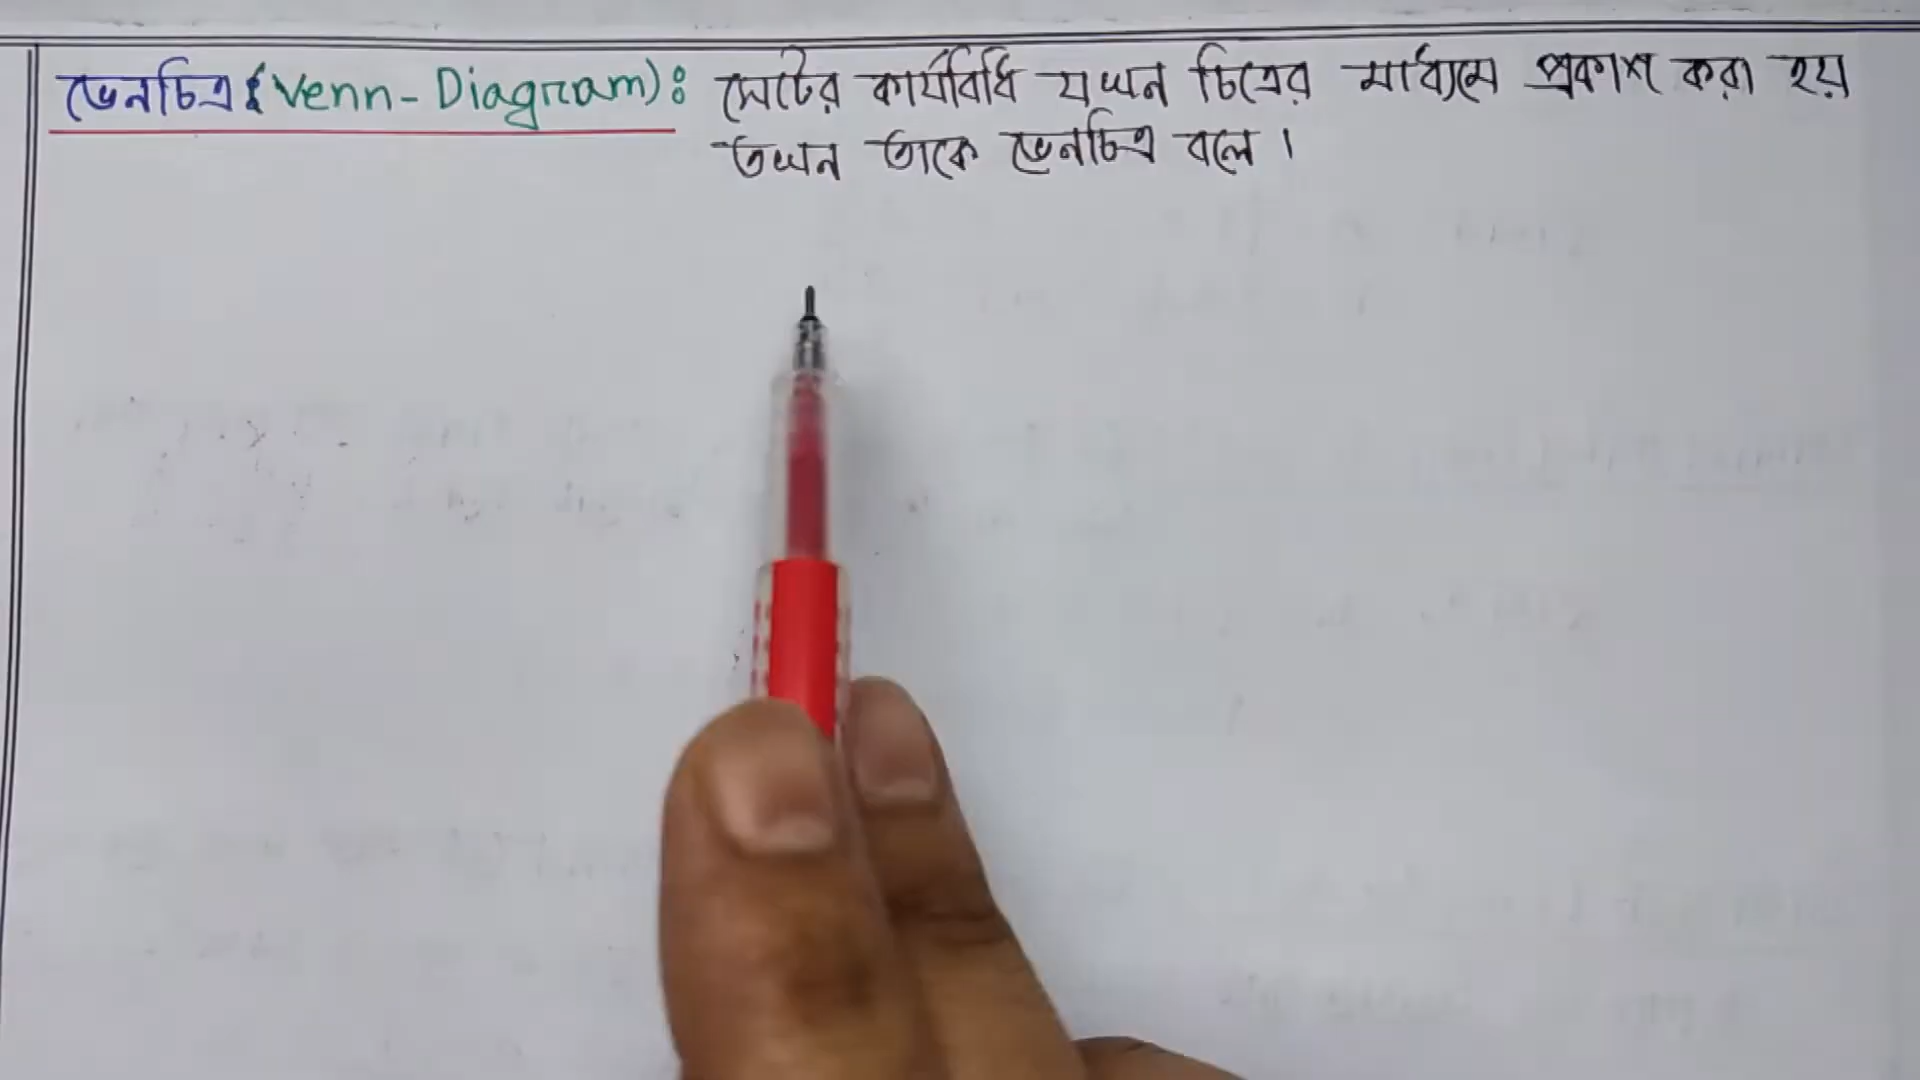 ভেনচিত্র (Venn-Diagram): সেটের কার্যবিধি যখন চিত্রের মাধ্যমে প্রকাশ করা হয়
তখন তাকে ভেনচিত্র বলে।